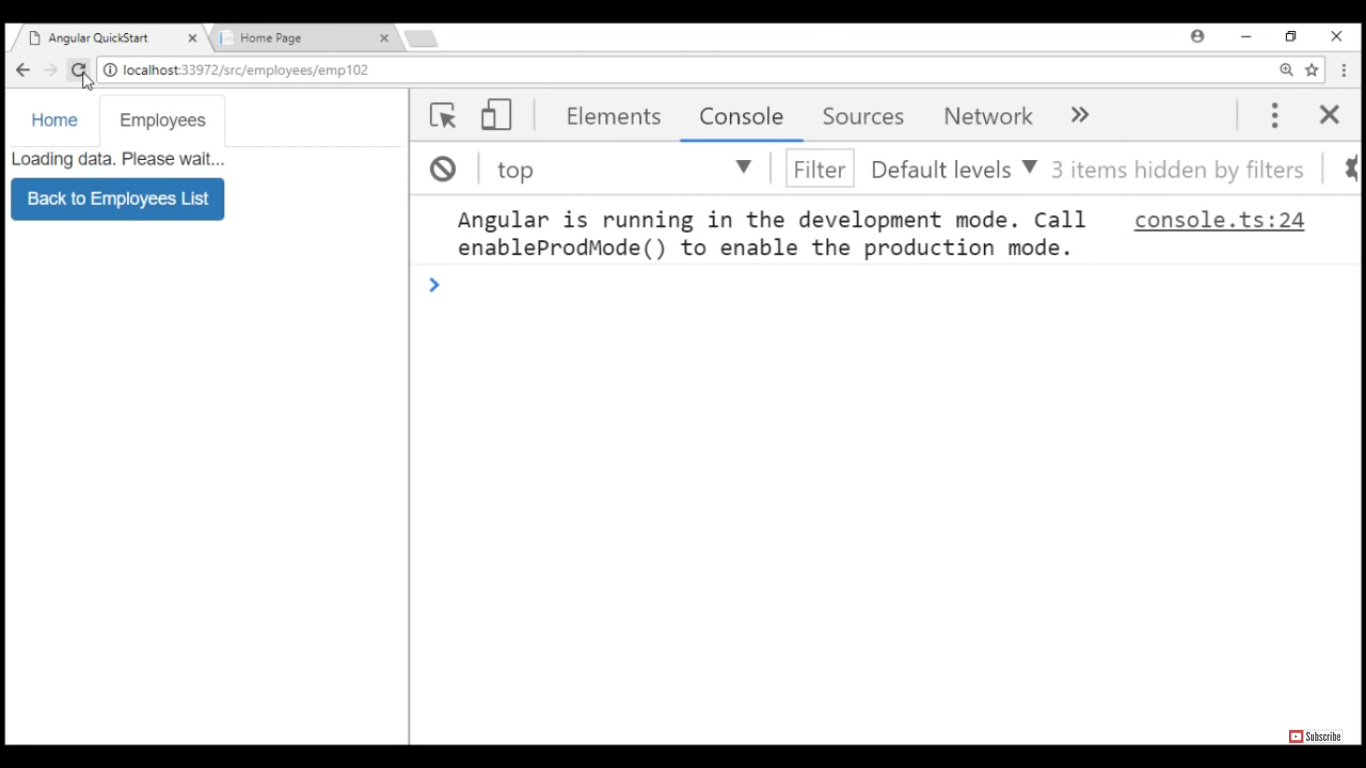 Angular QuickStart
Home Page
localhost:33972/src/employees/emp102
Home
Employees
Loading data. Please wait...
Back to Employees List
Elements
Console
Sources
Network
top
Filter
Default levels
3 items hidden by filters
Angular is running in the development mode. Call
enableProdMode() to enable the production mode.
console.ts:24
Subscribe